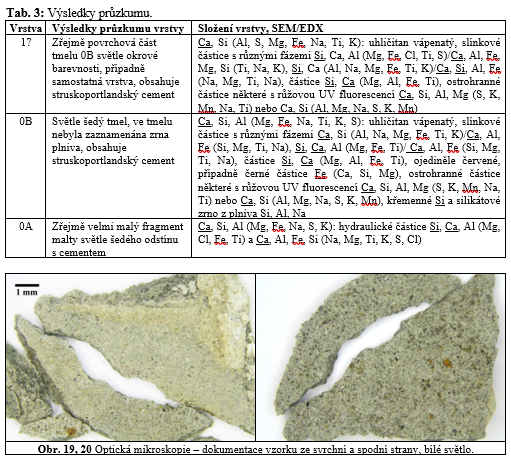 Tab. 3: Výsledky průzkumu.
Vrstva Výsledky průzkumu vrstvy Složení vrstvy, SEM/EDX
1? Zřejmě povrchová část tmelu 0B světle okrové barevnosti, případně samostatná vrstva, obsahuje struskoportlandský cement
Ca, Si (Al, S, Mg, Fe, Na, Ti, K): uhličitan vápenatý, slinkové
částice s různými fázemi Si, Ca, Al (Mg, Fe, Cl, Ti, S)/Ca, Al, Fe,
Mg, Si (Ti, Na, K), Si, Ca (Al, Na, Mg, Fe, Ti, K)/Ca, Si, Al, Fe
(Na, Mg, Ti, Na), částice Si, Ca (Mg, Al, Fe, Ti), ostrohranné
částice některé s růžovou UV fluorescencí Ca, Si, Al, Mg (S, K,
Mn, Na, Ti) nebo Ca, Si (Al, Mg, Na, S, K, Mn)
0B Světle šedý tmel, ve tmelu nebyla zaznamenána zrna plniva, obsahuje struskoportlandský cement
Ca, Si, Al (Mg, Fe, Na, Ti, K, S): uhličitan vápenatý, slinkové
částice s různými fázemi Ca, Si (Al, Na, Mg, Fe, Ti, K)/Ca, Al,
Fe (Si, Mg, Ti, Na), Si, Ca, Al (Mg, Fe, Ti)/ Ca, Al, Fe (Si, Mg,
Ti, Na), částice Si, Ca (Mg, Al, Fe, Ti), ojediněle červené,
případně černé částice Fe (Ca, Si, Mg), ostrohranné částice
některé s růžovou UV fluorescencí Ca, Si, Al, Mg (S, K, Mn, Na,
Ti) nebo Ca, Si (Al, Mg, Na, S, K, Mn), křemenné Si a silikátové
zrno z plniva Si, Al, Na
0A Zřejmě velmi malý fragment malty světle šedého odstínu s cementem
Ca, Si, Al (Mg, Fe, Na, S, K): hydraulické částice Si, Ca, Al (Mg,
Cl, Fe, Ti) a Ca, Al, Fe, Si (Na, Mg, Ti, K, S, Cl)
1 mm
Obr. 19, 20 Optická mikroskopie – dokumentace vzorku ze svrchní a spodní strany, bílé světlo.